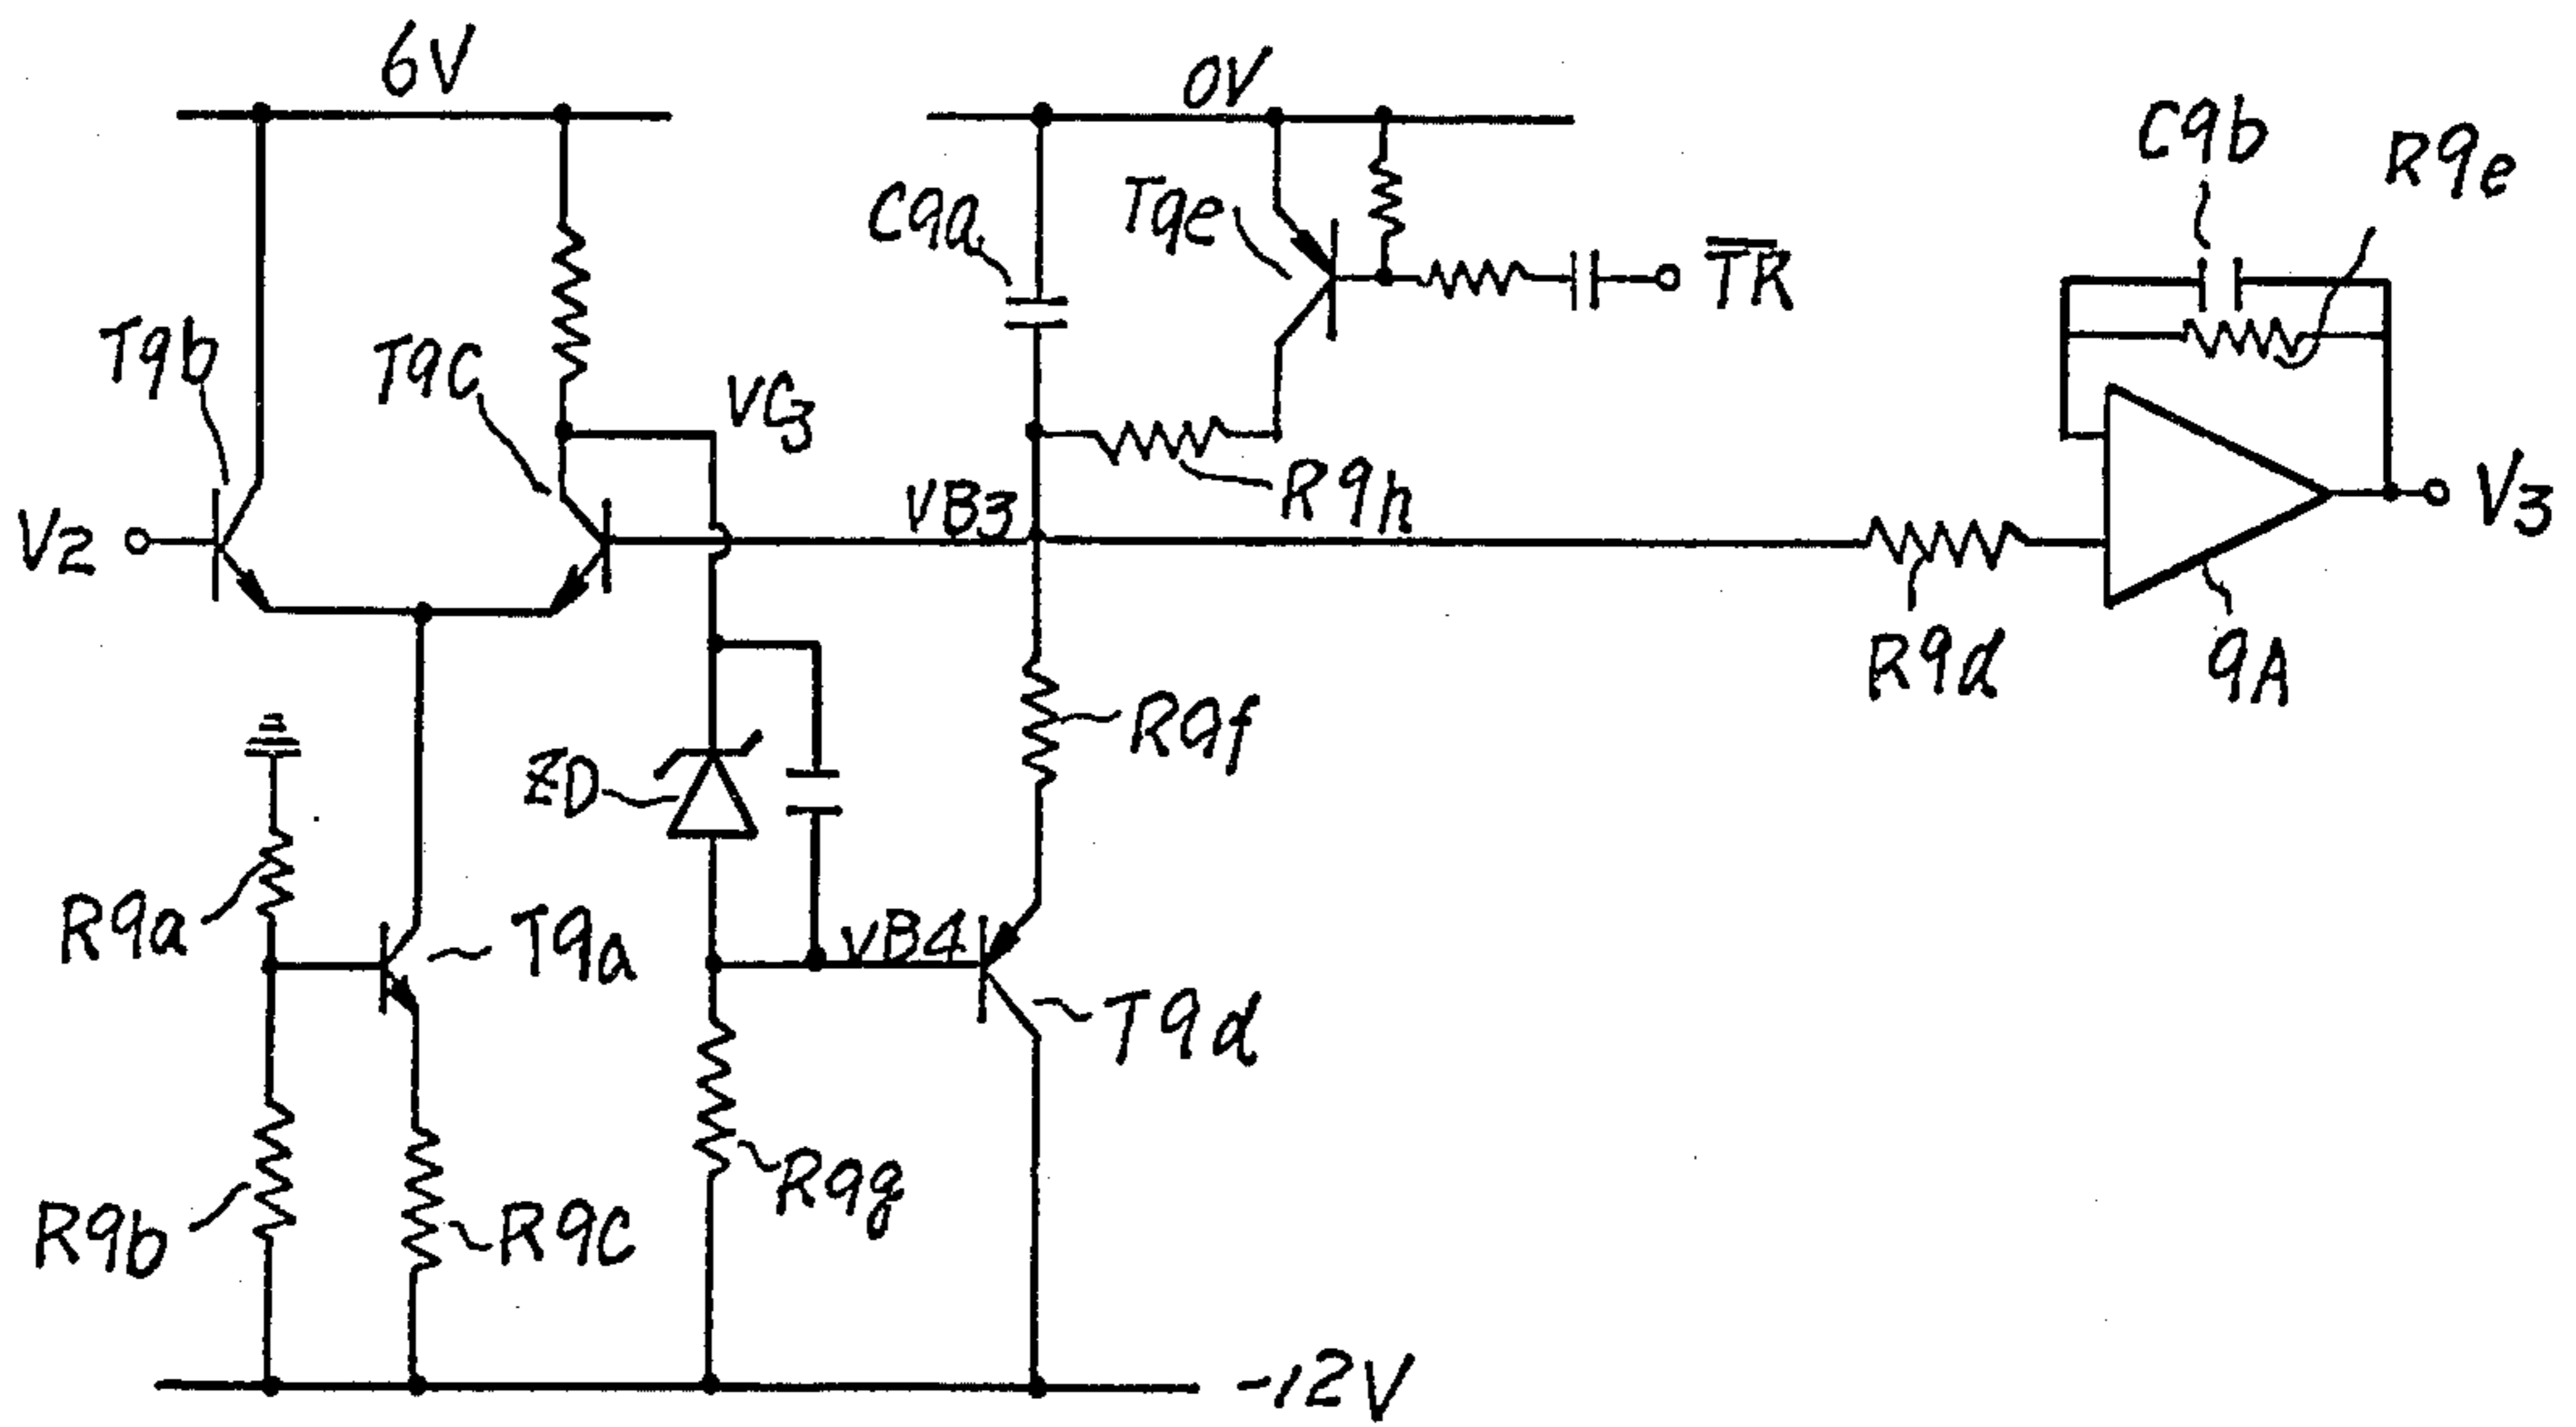 6V
0V
C9b
R9e
C9a
T9e
TR
T9b
T9C
VC3
V2
VB3
R9h
V3
R9d
9A
R9f
ZD
R9a
T9a
VB4
T9d
R9b
R9C
R9g
-12V